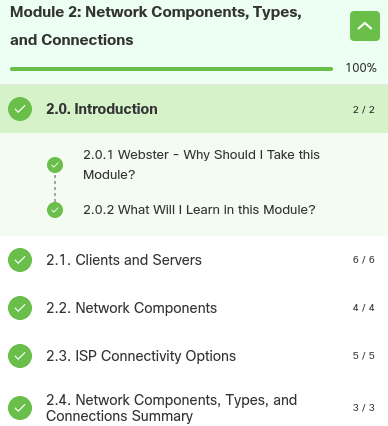 Module 2: Network Components, Types,
and Connections
100%
2.0. Introduction
2 / 2
2.0.1 Webster - Why Should I Take this
Module?
2.0.2 What Will I Learn in this Module?
2.1. Clients and Servers
6 / 6
2.2. Network Components
4 / 4
2.3. ISP Connectivity Options
5 / 5
2.4. Network Components, Types, and
Connections Summary
3 / 3